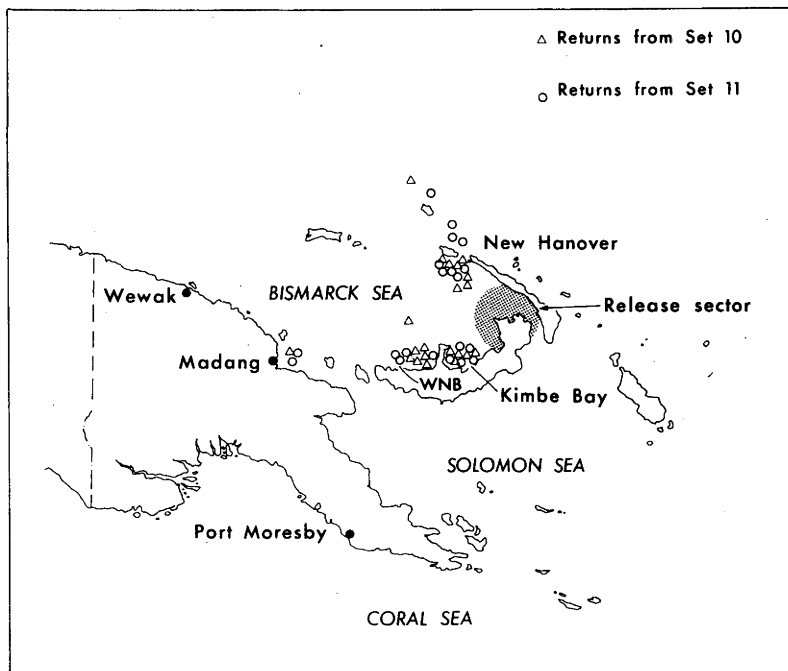 △ Returns from Set 10
○ Returns from Set 11
New Hanover
BISMARCK SEA
Wewak
Release sector
Madang
WNB
Kimbe Bay
SOLOMON SEA
Port Moresby
CORAL SEA